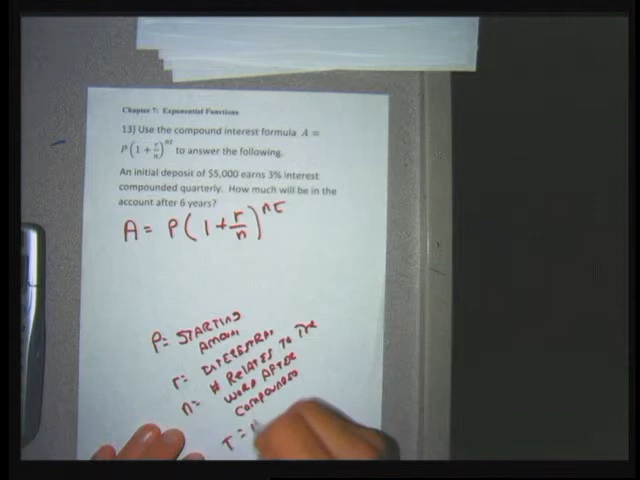 Chapter 7: Exponential Functions
13) Use the compound interest formula A =
P(1 + r/n)^nt to answer the following.
An initial deposit of $5,000 earns 3% interest
compounded quarterly. How much will be in the
account after 6 years?
A = P(1 + r/n)^nt
P = STARTING
AMOUNT
r = INTEREST RATE
n = # RELATES TO THE
WORD AFTER
COMPOUNDED
T =